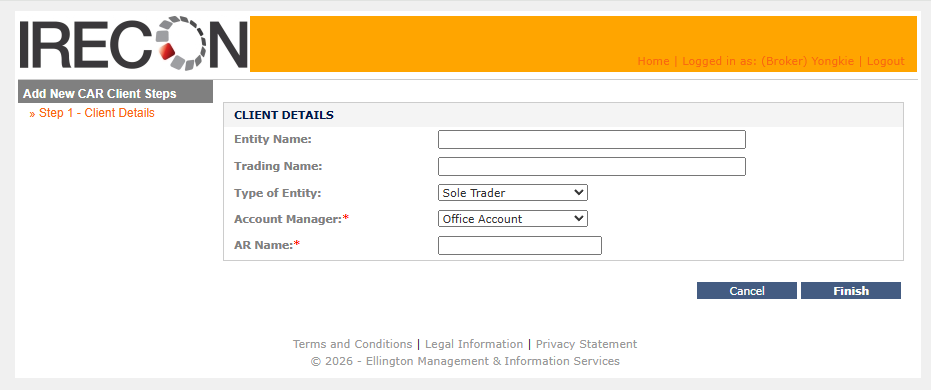 IRECON
Home | Logged in as: (Broker) Yongkie | Logout
Add New CAR Client Steps
» Step 1 - Client Details
CLIENT DETAILS
Entity Name:
Trading Name:
Type of Entity: Sole Trader
Account Manager:* Office Account
AR Name:*
Cancel Finish
Terms and Conditions | Legal Information | Privacy Statement
© 2026 - Ellington Management & Information Services